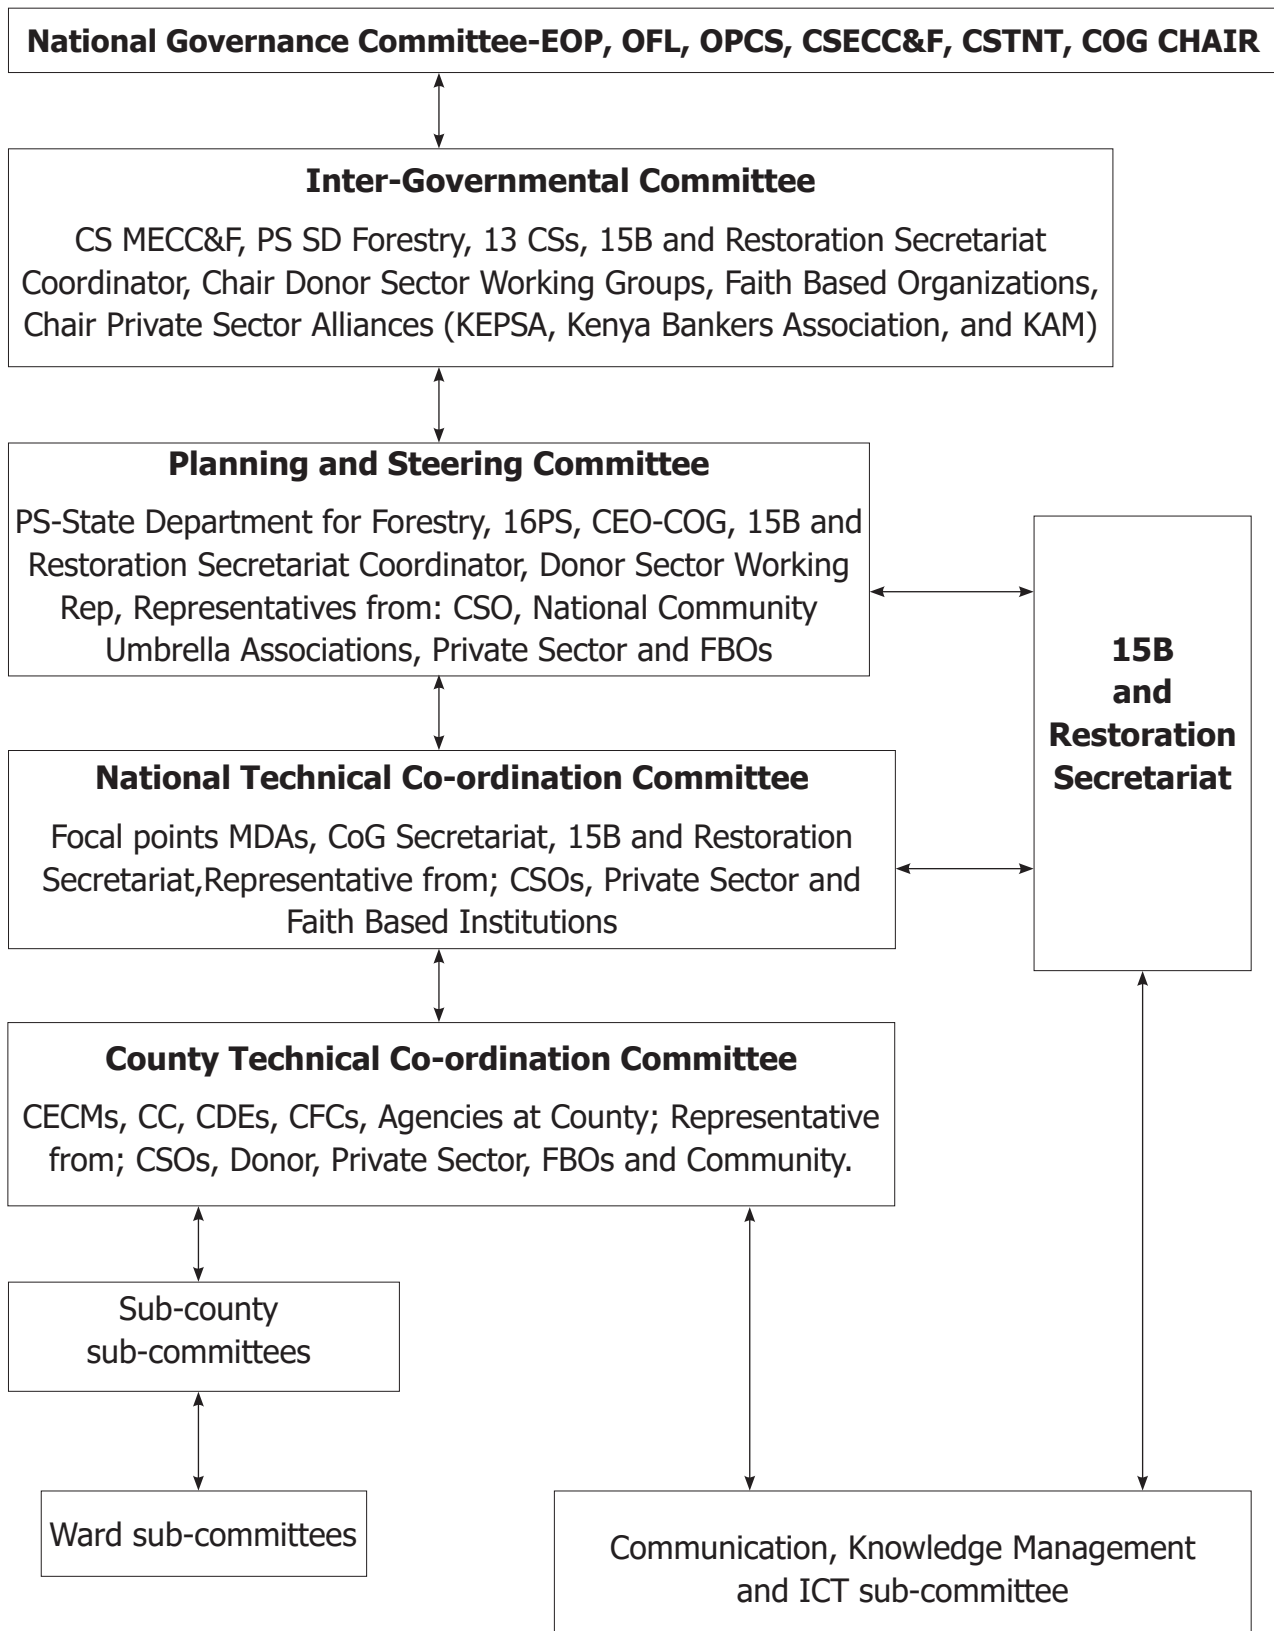 National Governance Committee-EOP, OFL, OPCS, CSECC&F, CSTNT, COG CHAIR
Inter-Governmental Committee
CS MECC&F, PS SD Forestry, 13 CSs, 15B and Restoration Secretariat
Coordinator, Chair Donor Sector Working Groups, Faith Based Organizations,
Chair Private Sector Alliances (KEPSA, Kenya Bankers Association, and KAM)
Planning and Steering Committee
PS-State Department for Forestry, 16PS, CEO-COG, 15B and
Restoration Secretariat Coordinator, Donor Sector Working
Rep, Representatives from: CSO, National Community
Umbrella Associations, Private Sector and FBOs
15B
and
Restoration
Secretariat
National Technical Co-ordination Committee
Focal points MDAs, CoG Secretariat, 15B and Restoration
Secretariat,Representative from; CSOs, Private Sector and
Faith Based Institutions
County Technical Co-ordination Committee
CECMs, CC, CDEs, CFCs, Agencies at County; Representative
from; CSOs, Donor, Private Sector, FBOs and Community.
Sub-county
sub-committees
Ward sub-committees
Communication, Knowledge Management
and ICT sub-committee